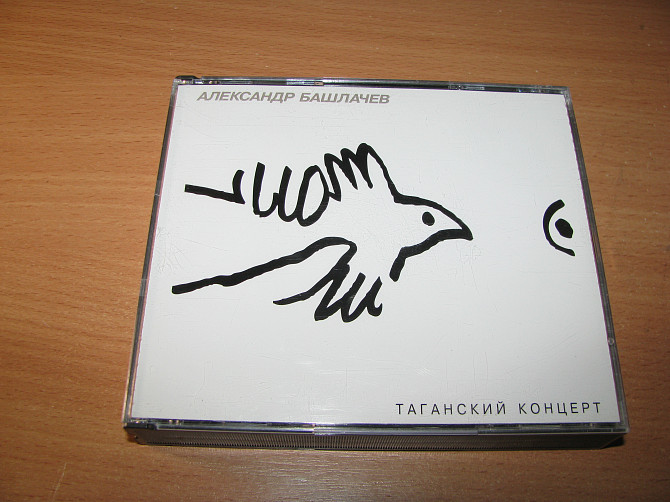 АЛЕКСАНДР БАШЛАЧЕВ
ТАГАНСКИЙ КОНЦЕРТ